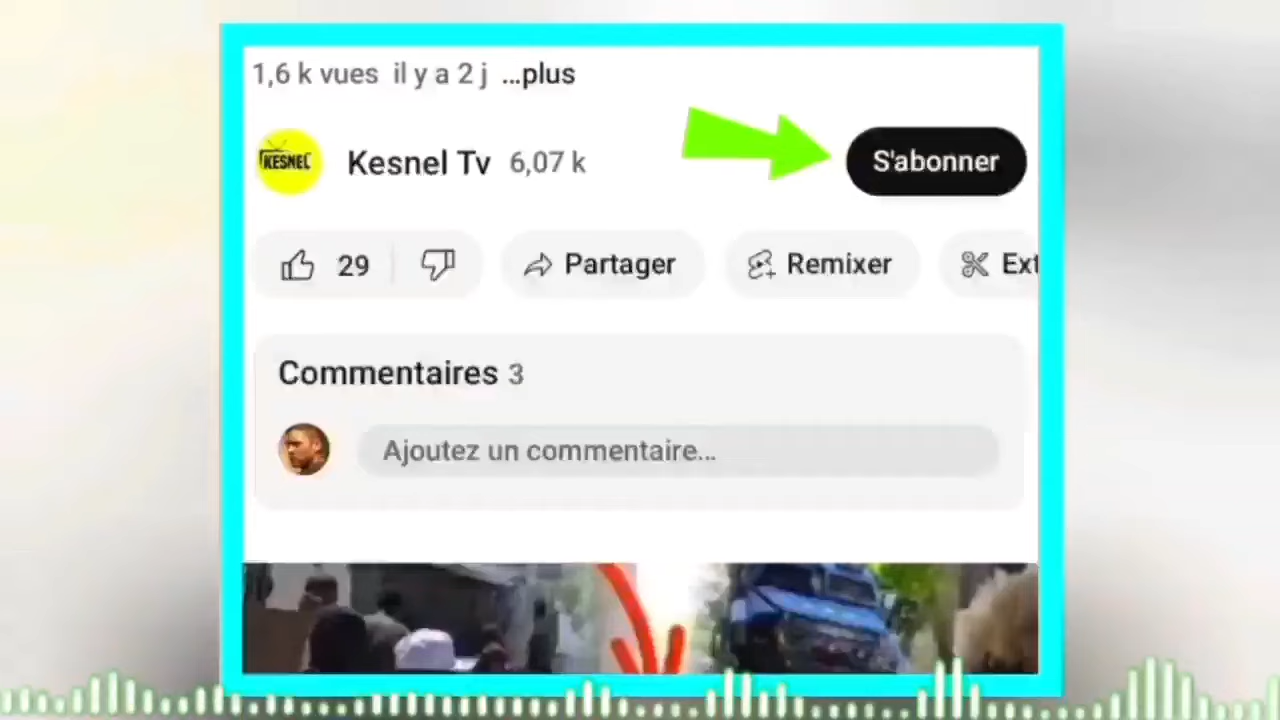 1,6 k vues il y a 2 j ...plus
KESNEL
Kesnel Tv 6,07 k
S'abonner
29
Partager
Remixer
Ext
Commentaires 3
Ajoutez un commentaire...